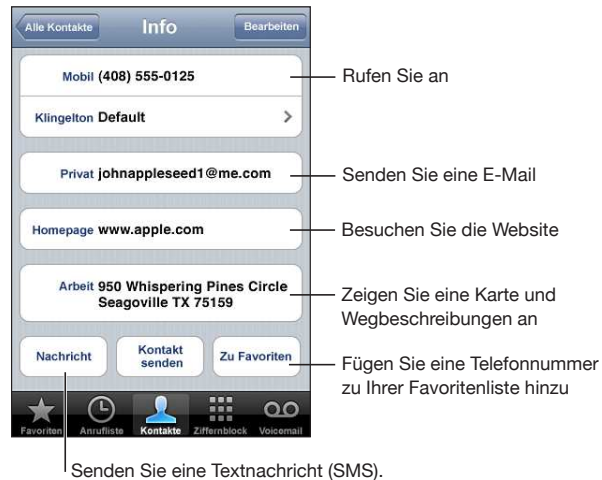 Alle Kontakte Info Bearbeiten
Mobil (408) 555-0125
Klingelton Default
Privat johnappleseed1@me.com
Homepage www.apple.com
Arbeit 950 Whispering Pines Circle
Seagoville TX 75159
Nachricht
Kontakt
senden
Zu Favoriten
Favoriten Anrufliste Kontakte Ziffernblock Voicemail
Rufen Sie an
Senden Sie eine E-Mail
Besuchen Sie die Website
Zeigen Sie eine Karte und
Wegbeschreibungen an
Fügen Sie eine Telefonnummer
zu Ihrer Favoritenliste hinzu
Senden Sie eine Textnachricht (SMS).